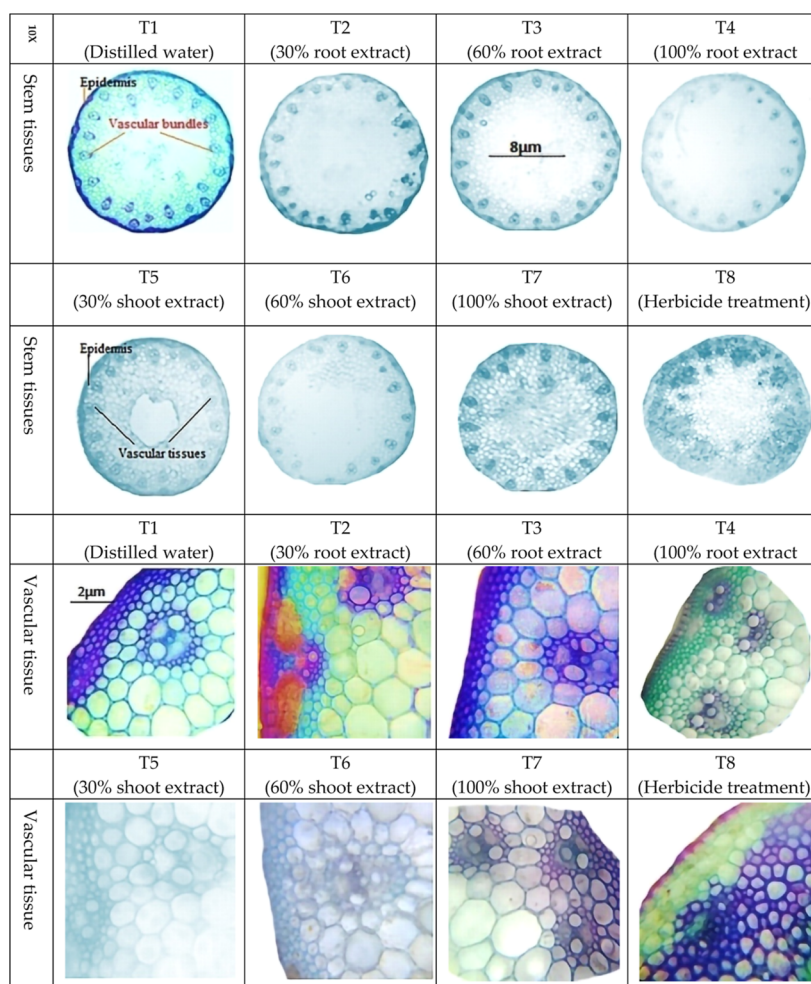 10X
T1
(Distilled water)
T2
(30% root extract)
T3
(60% root extract
T4
(100% root extract
Stem tissues
Epidermis
Vascular bundles
8μm
T5
(30% shoot extract)
T6
(60% shoot extract)
T7
(100% shoot extract)
T8
(Herbicide treatment)
Stem tissues
Epidermis
Vascular tissues
T1
(Distilled water)
T2
(30% root extract)
T3
(60% root extract
T4
(100% root extract
Vascular tissue
2μm
T5
(30% shoot extract)
T6
(60% shoot extract)
T7
(100% shoot extract)
T8
(Herbicide treatment)
Vascular tissue